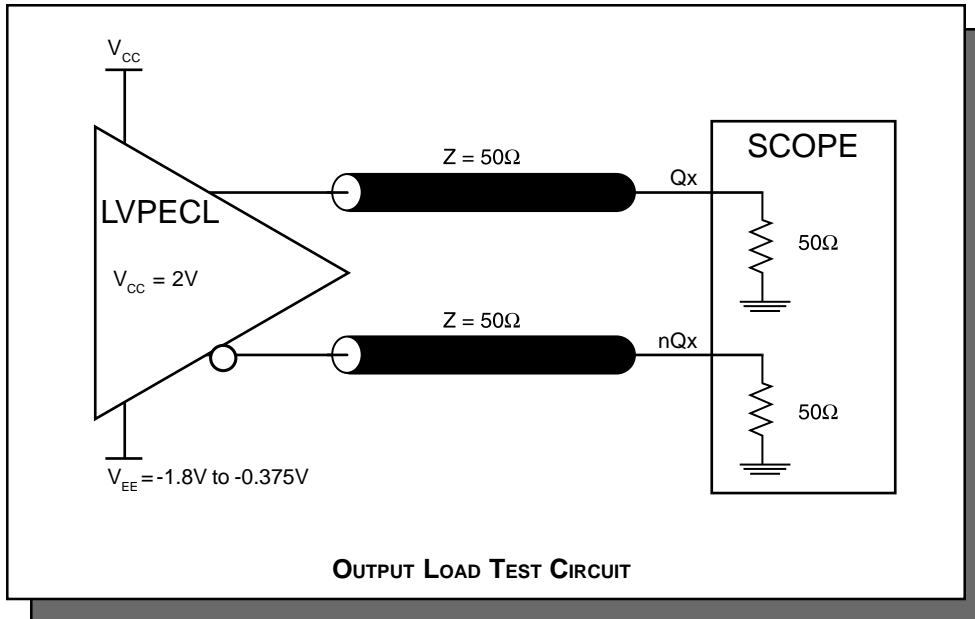 VCC
Z = 50Ω
SCOPE
Qx
LVPECL
50Ω
VCC = 2V
Z = 50Ω
nQx
50Ω
VEE = -1.8V to -0.375V
OUTPUT LOAD TEST CIRCUIT